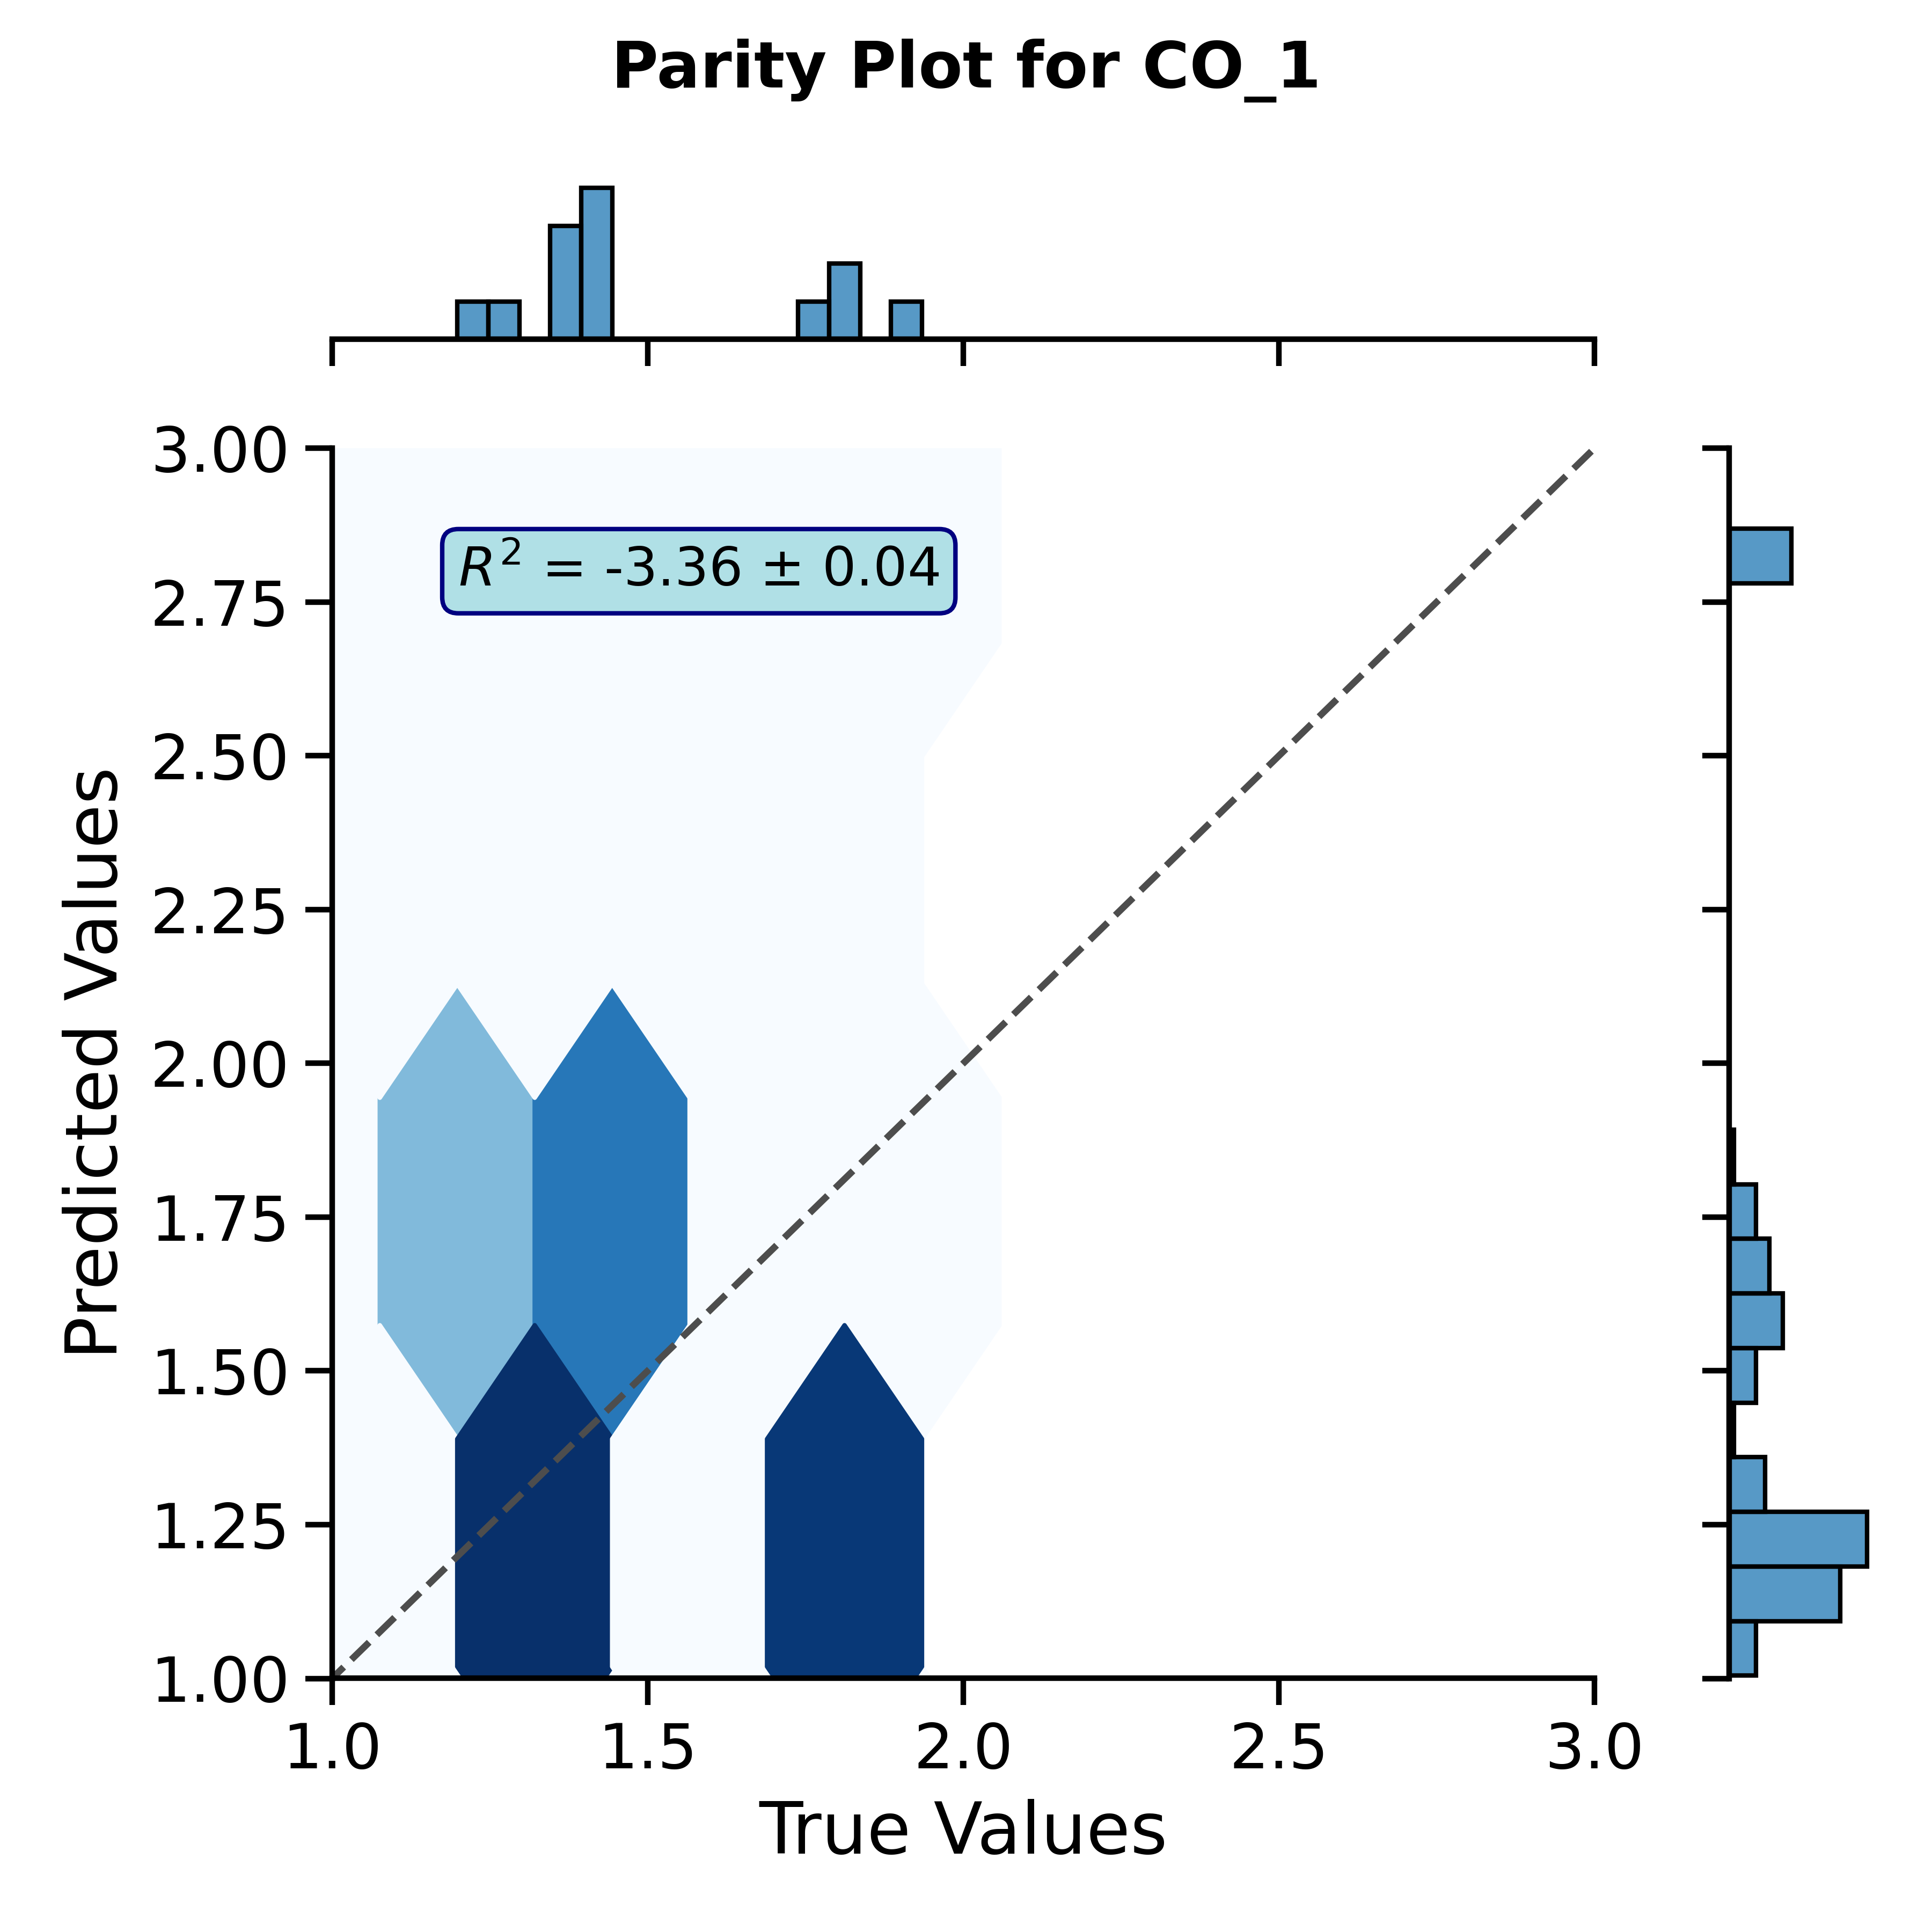 Parity Plot for CO_1
R² = -3.36 ± 0.04
Predicted Values
3.00
2.75
2.50
2.25
2.00
1.75
1.50
1.25
1.00
1.0 1.5 2.0 2.5 3.0
True Values